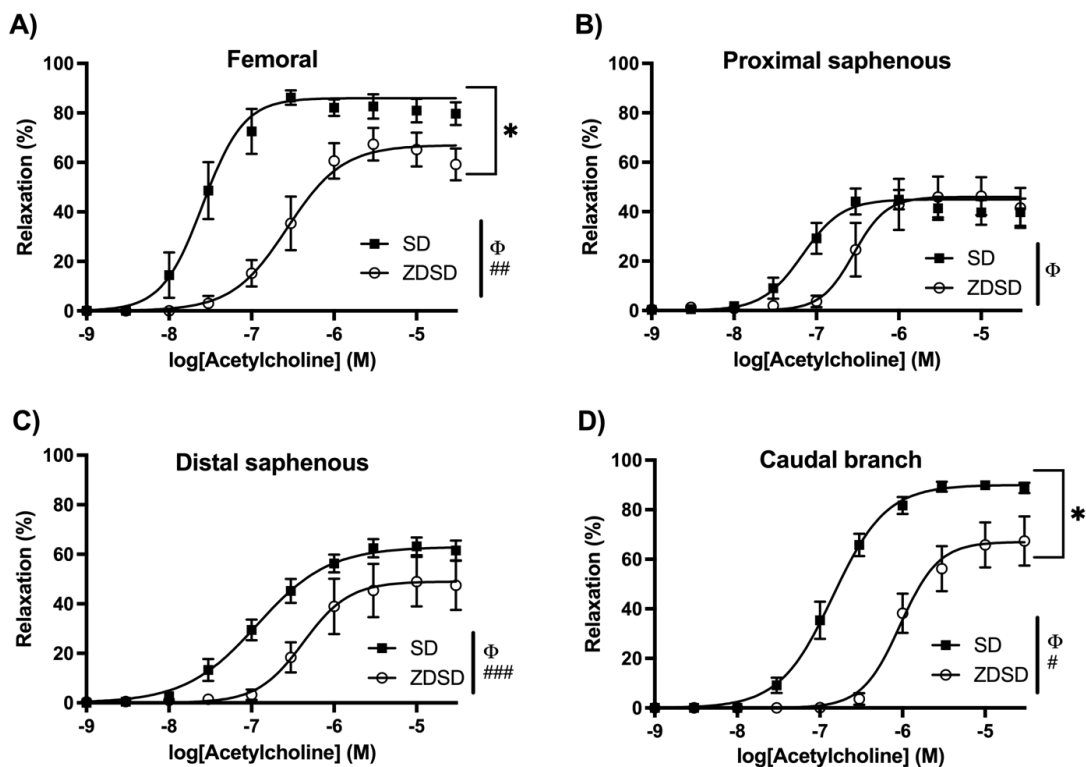 A)
Femoral
100
80
60
40
20
0
Relaxation (%)
-9
-8
-7
-6
-5
log[Acetylcholine] (M)
SD
ZDSD
Φ
##
*
B)
Proximal saphenous
100
80
60
40
20
0
Relaxation (%)
-9
-8
-7
-6
-5
log[Acetylcholine] (M)
SD
ZDSD
Φ
C)
Distal saphenous
100
80
60
40
20
0
Relaxation (%)
-9
-8
-7
-6
-5
log[Acetylcholine] (M)
SD
ZDSD
Φ
###
D)
Caudal branch
100
80
60
40
20
0
Relaxation (%)
-9
-8
-7
-6
-5
log[Acetylcholine] (M)
SD
ZDSD
Φ
#
*